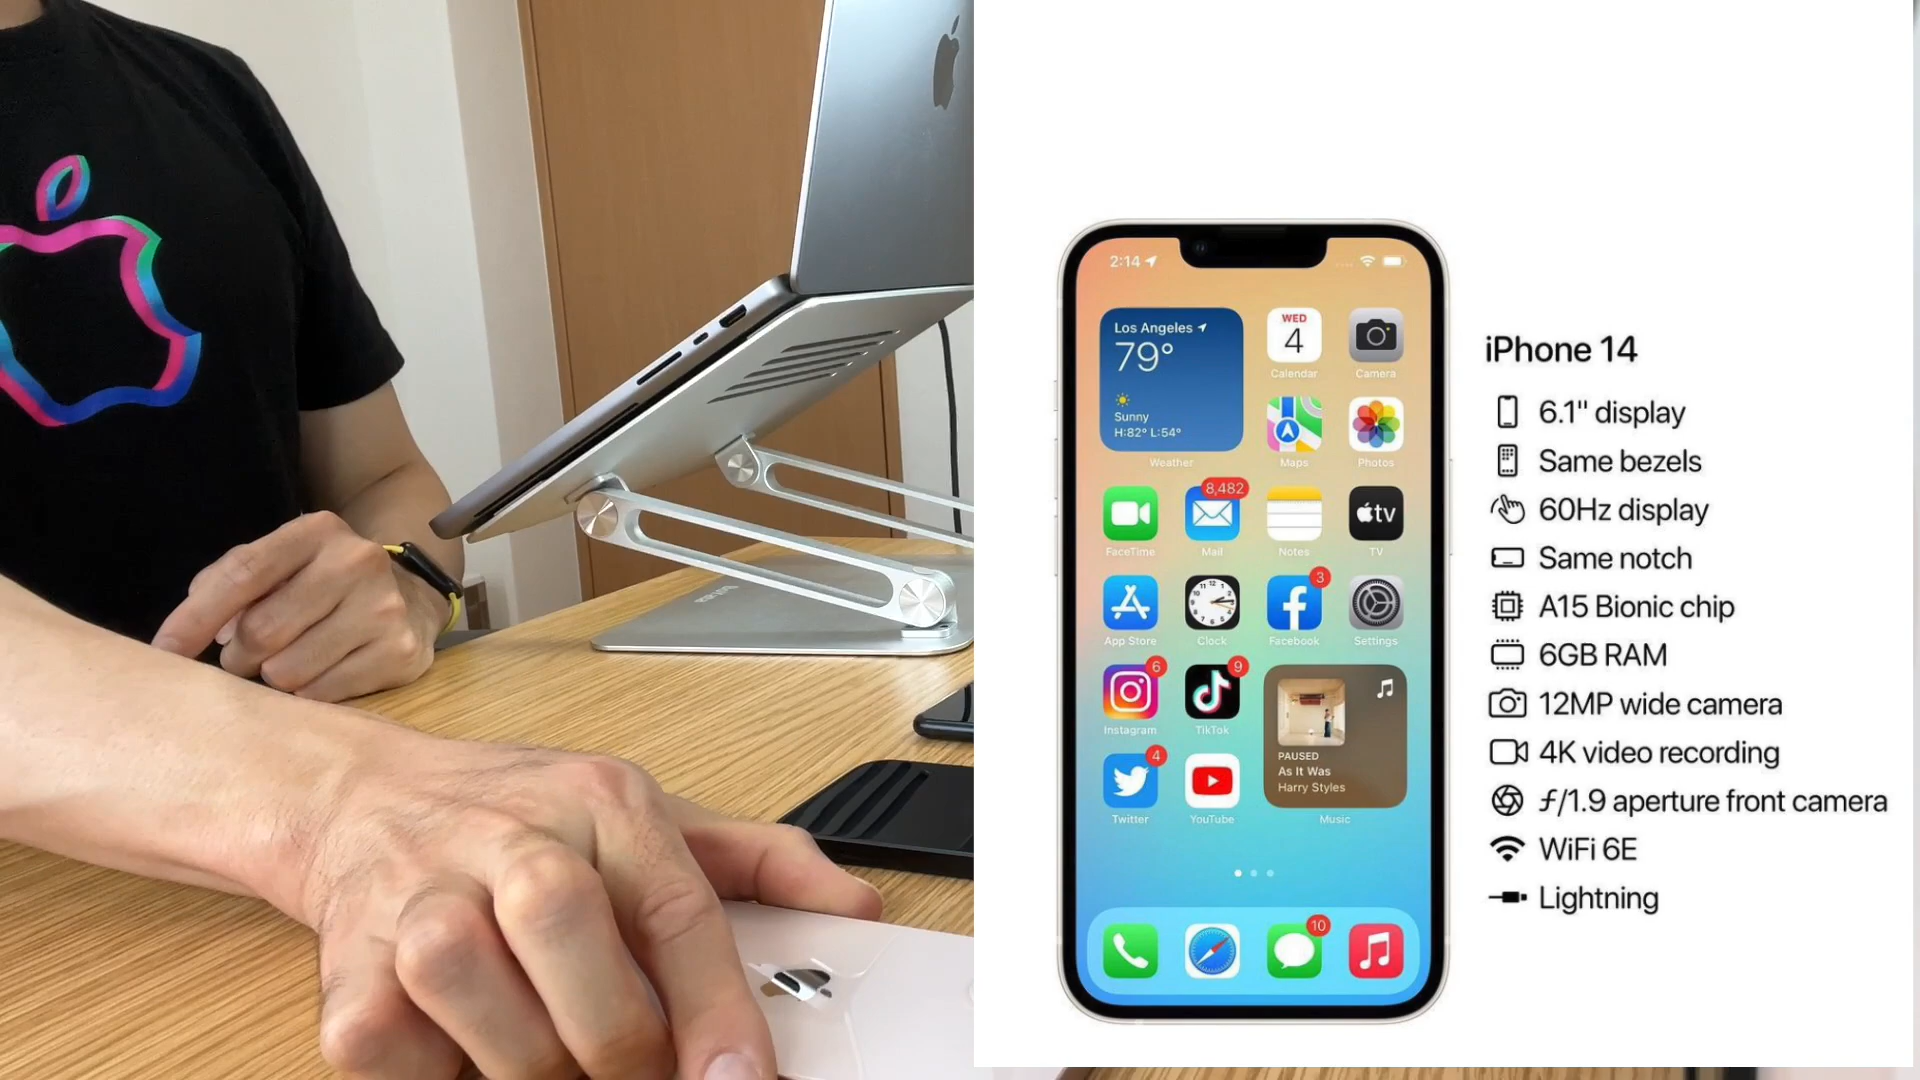 2:14
Los Angeles
79°
Sunny
H:82° L:54°
Weather
WED
4
Calendar
Camera
Maps
Photos
FaceTime
8,482
Mail
Notes
tv
TV
App Store
Clock
3
Facebook
Settings
6
Instagram
9
TikTok
PAUSED
As It Was
Harry Styles
Music
4
Twitter
YouTube
10
iPhone 14
6.1" display
Same bezels
60Hz display
Same notch
A15 Bionic chip
6GB RAM
12MP wide camera
4K video recording
ƒ/1.9 aperture front camera
WiFi 6E
Lightning